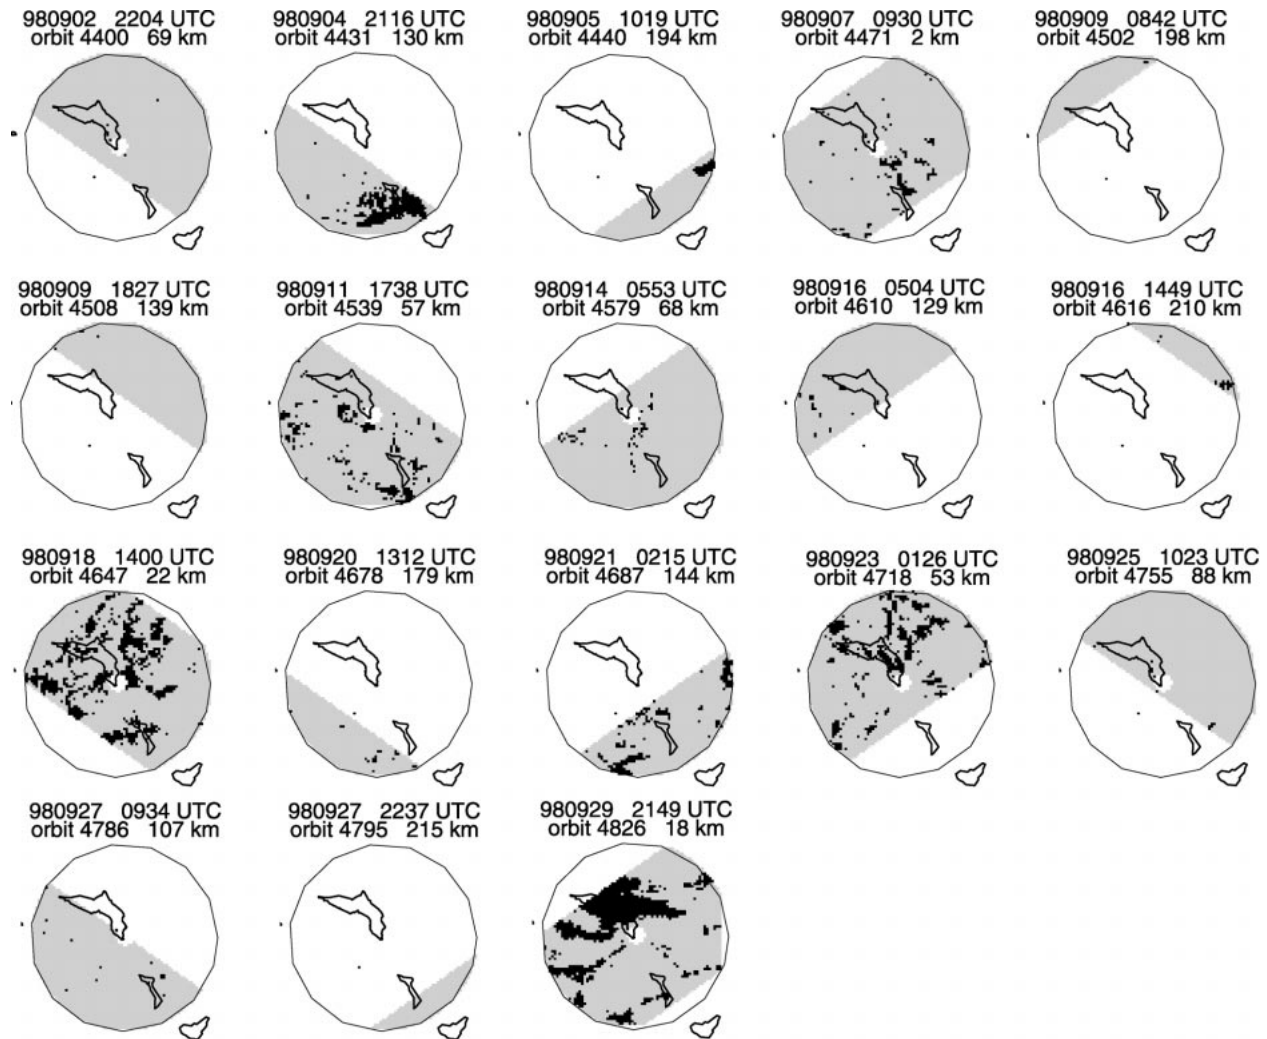 980902 2204 UTC
orbit 4400 69 km
980904 2116 UTC
orbit 4431 130 km
980905 1019 UTC
orbit 4440 194 km
980907 0930 UTC
orbit 4471 2 km
980909 0842 UTC
orbit 4502 198 km
980909 1827 UTC
orbit 4508 139 km
980911 1738 UTC
orbit 4539 57 km
980914 0553 UTC
orbit 4579 68 km
980916 0504 UTC
orbit 4610 129 km
980916 1449 UTC
orbit 4616 210 km
980918 1400 UTC
orbit 4647 22 km
980920 1312 UTC
orbit 4678 179 km
980921 0215 UTC
orbit 4687 144 km
980923 0126 UTC
orbit 4718 53 km
980925 1023 UTC
orbit 4755 88 km
980927 0934 UTC
orbit 4786 107 km
980927 2237 UTC
orbit 4795 215 km
980929 2149 UTC
orbit 4826 18 km